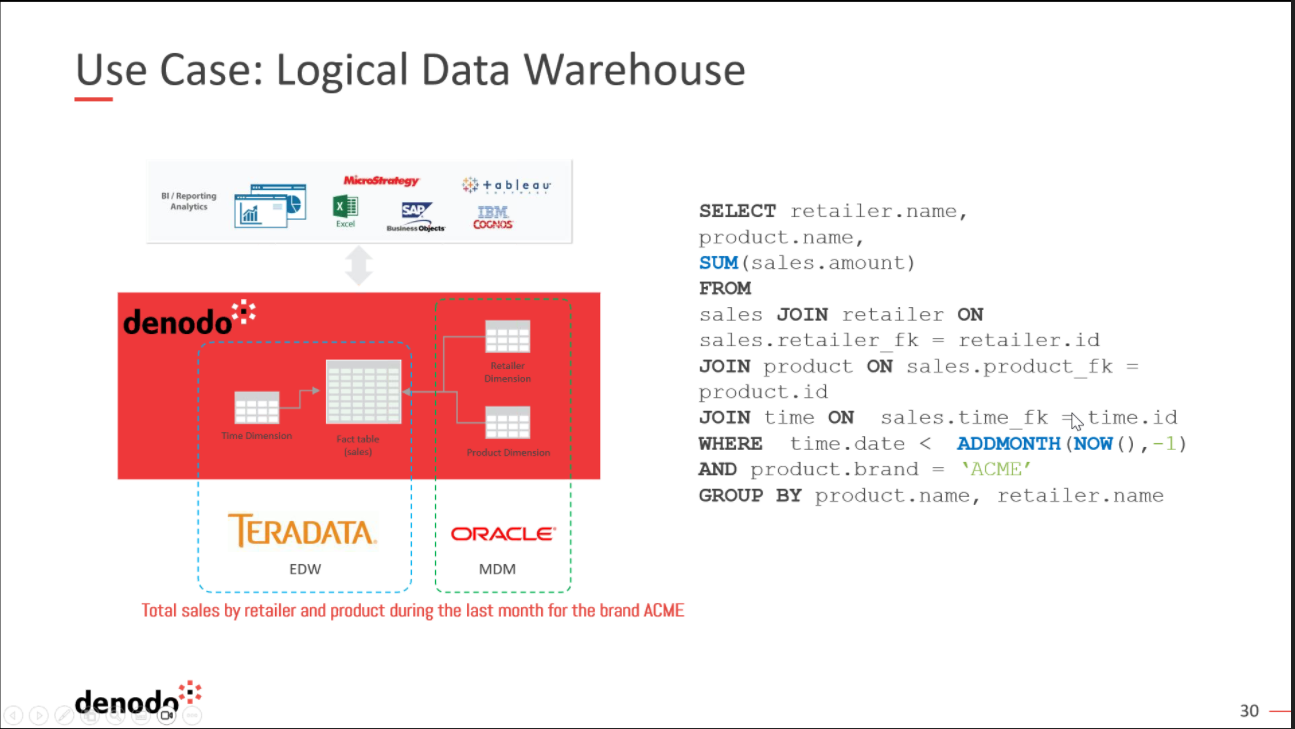 Use Case: Logical Data Warehouse
BI / Reporting
Analytics
MicroStrategy
Excel
SAP
Business Objects
+ a b l e a u
S O F T W A R E
IBM
COGNOS
denodo
Time Dimension
Fact table
(sales)
Retailer
Dimension
Product Dimension
TERADATA.
EDW
ORACLE
MDM
Total sales by retailer and product during the last month for the brand ACME
SELECT retailer.name,
product.name,
SUM(sales.amount)
FROM
sales JOIN retailer ON
sales.retailer_fk = retailer.id
JOIN product ON sales.product_fk =
product.id
JOIN time ON sales.time_fk = time.id
WHERE time.date < ADDMONTH(NOW(),-1)
AND product.brand = ‘ACME’
GROUP BY product.name, retailer.name
denodo
30